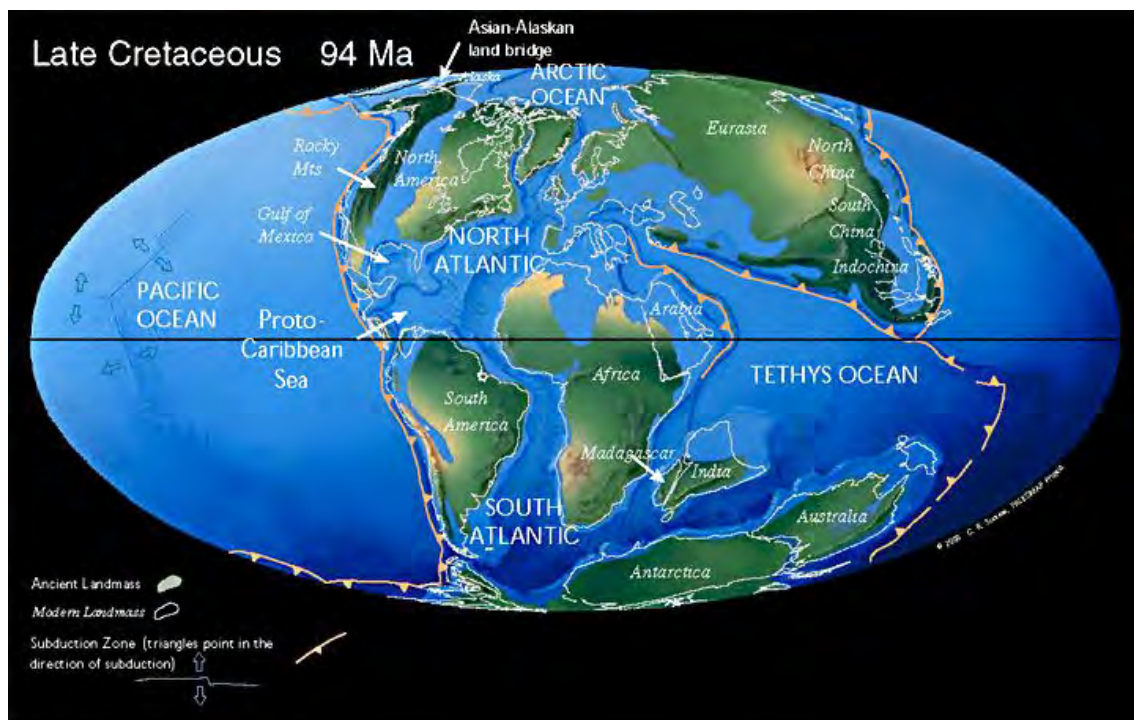 Late Cretaceous 94 Ma
Asian-Alaskan
land bridge
Alaska
ARCTIC
OCEAN
Eurasia
North
China
South
China
Indochina
Rocky
Mts
North
America
Gulf of
Mexico
NORTH
ATLANTIC
PACIFIC
OCEAN
Proto-
Caribbean
Sea
Arabia
Africa
TETHYS OCEAN
South
America
Madagascar
India
SOUTH
ATLANTIC
Australia
Antarctica
Ancient Landmass
Modern Landmass
Subduction Zone (triangles point in the
direction of subduction)